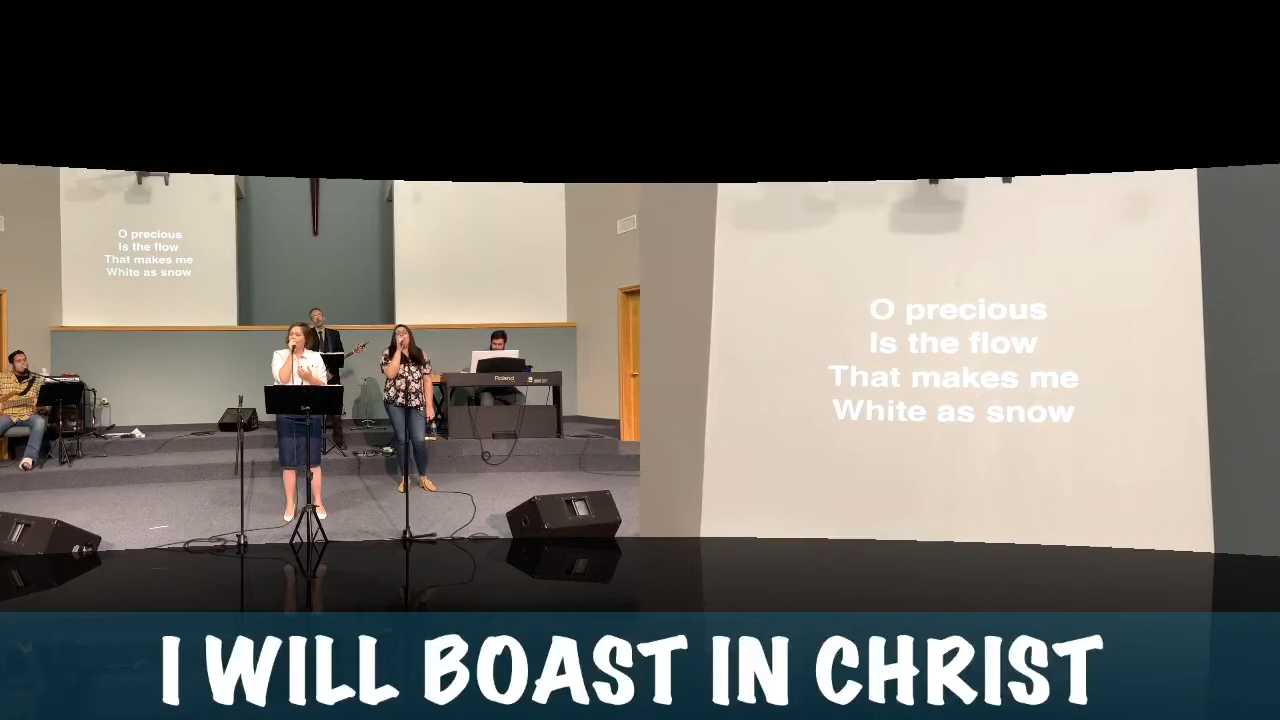 O precious
Is the flow
That makes me
White as snow
O precious
Is the flow
That makes me
White as snow
Roland
I WILL BOAST IN CHRIST